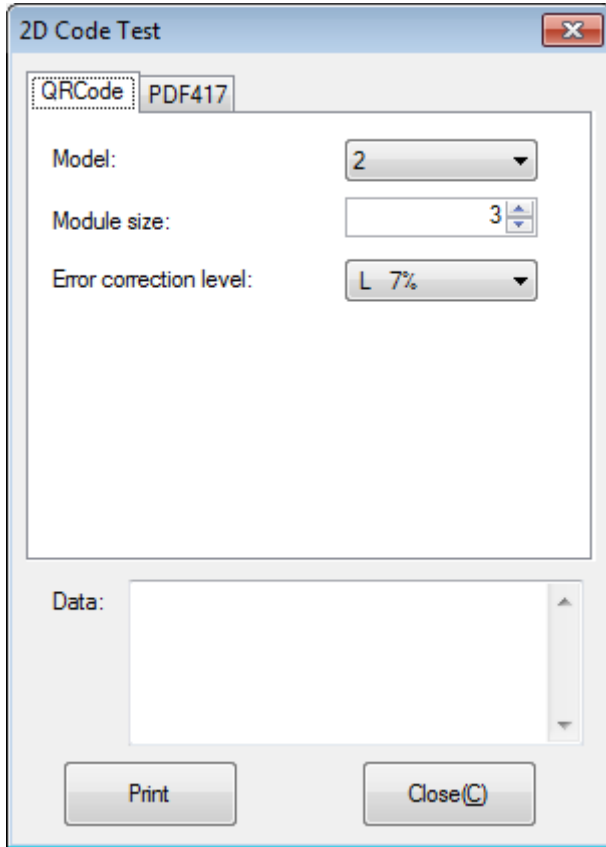 2D Code Test
QRCode PDF417
Model: 2
Module size: 3
Error correction level: L 7%
Data:
Print Close(C)